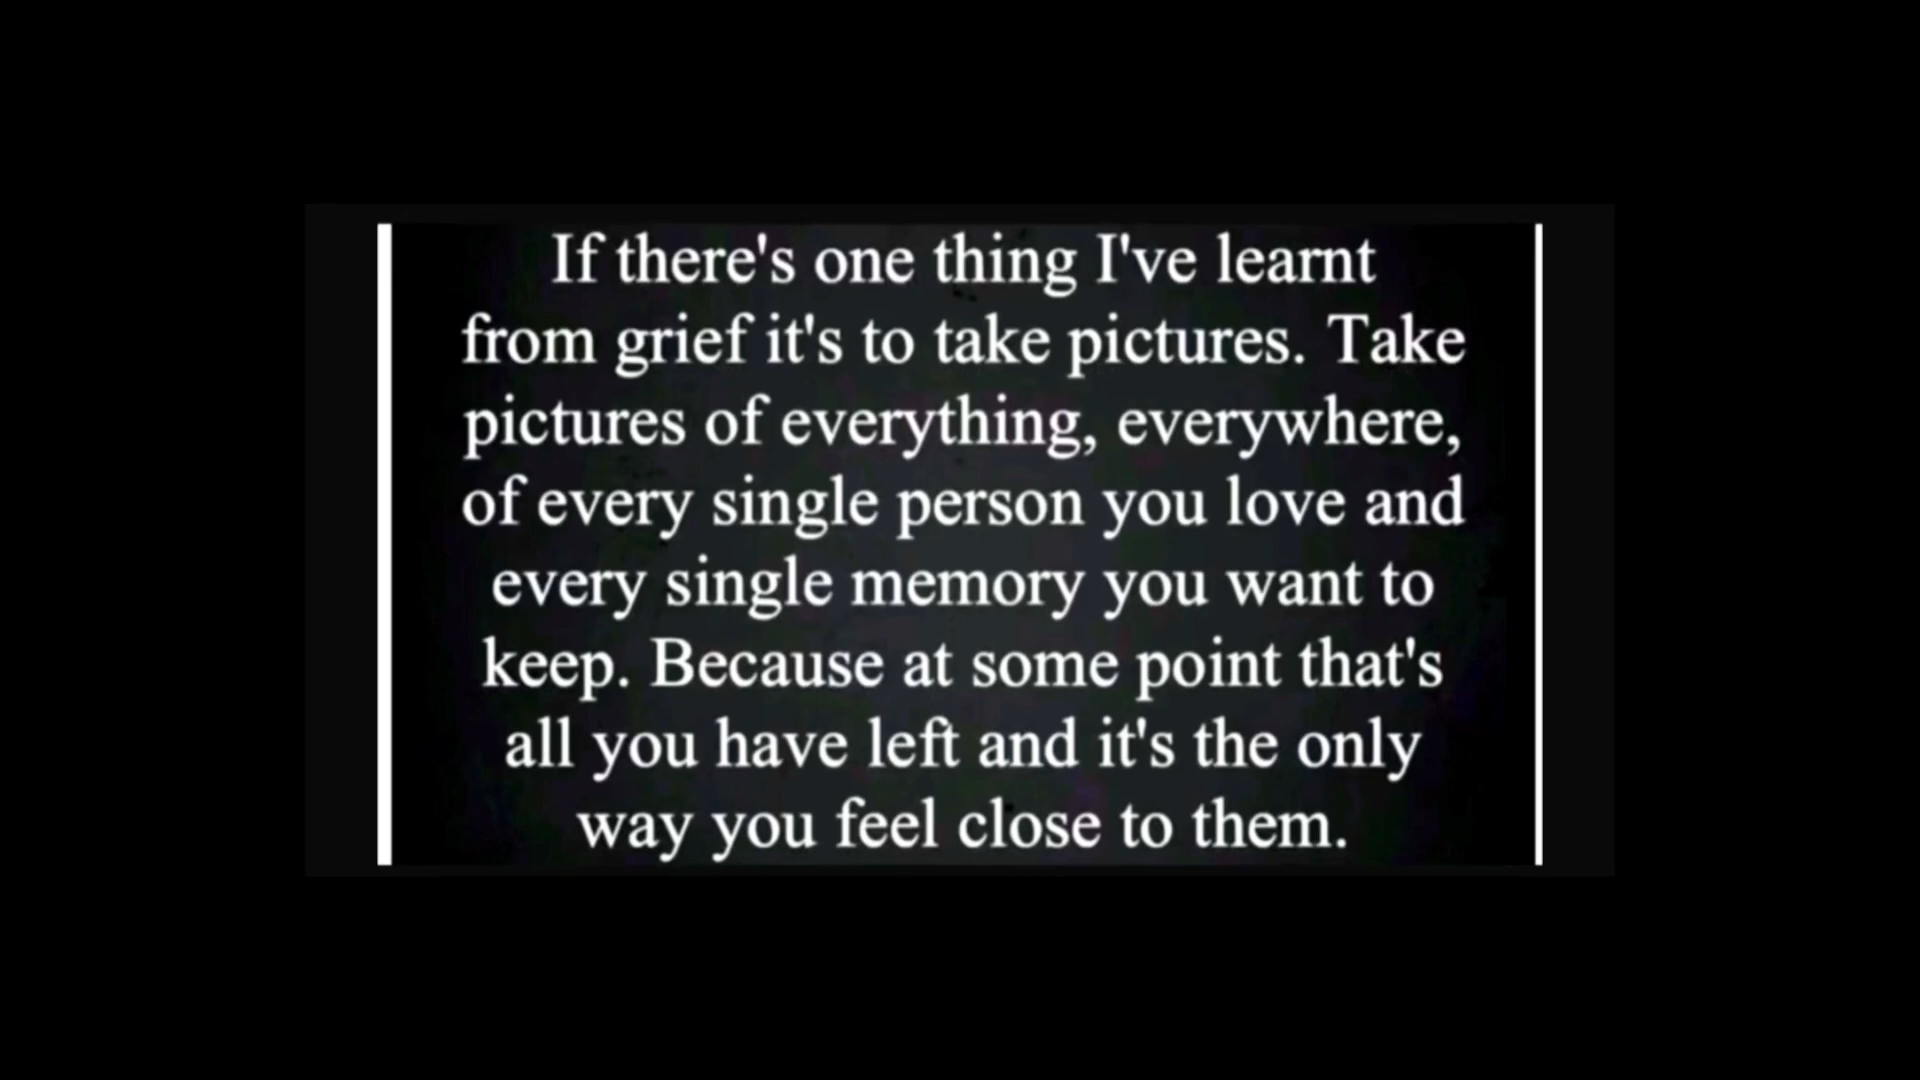 If there's one thing I've learnt
from grief it's to take pictures. Take
pictures of everything, everywhere,
of every single person you love and
every single memory you want to
keep. Because at some point that's
all you have left and it's the only
way you feel close to them.